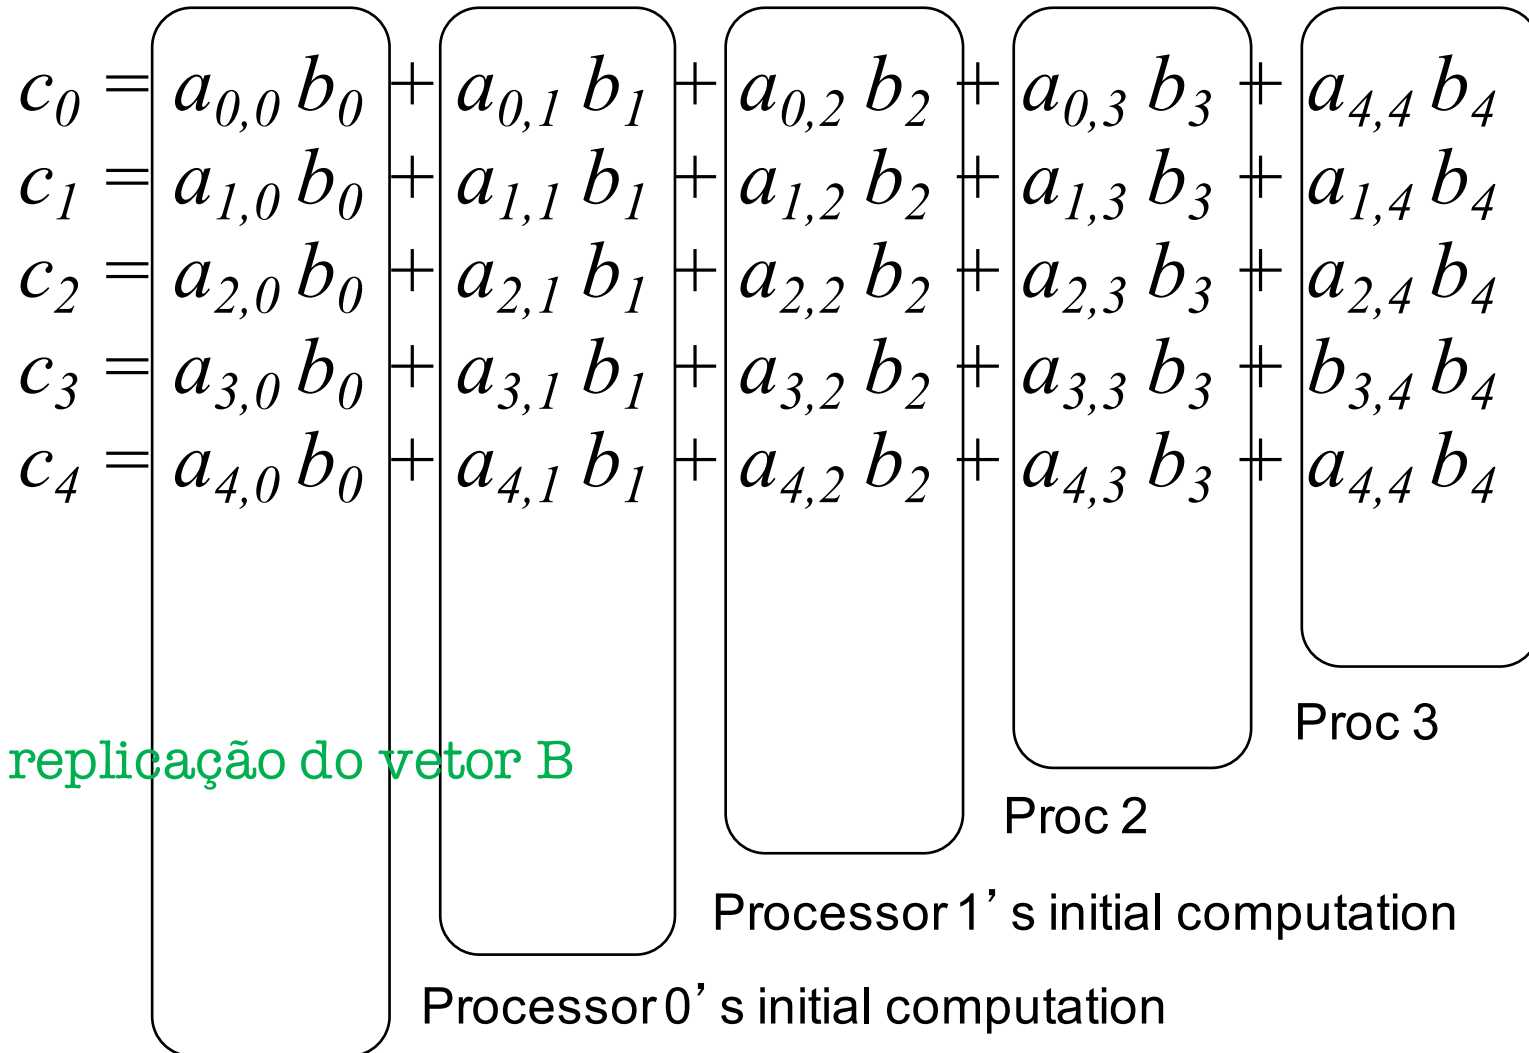 c₀ = a₀,₀ b₀ + a₀,₁ b₁ + a₀,₂ b₂ + a₀,₃ b₃ + a₄,₄ b₄
c₁ = a₁,₀ b₀ + a₁,₁ b₁ + a₁,₂ b₂ + a₁,₃ b₃ + a₁,₄ b₄
c₂ = a₂,₀ b₀ + a₂,₁ b₁ + a₂,₂ b₂ + a₂,₃ b₃ + a₂,₄ b₄
c₃ = a₃,₀ b₀ + a₃,₁ b₁ + a₃,₂ b₂ + a₃,₃ b₃ + b₃,₄ b₄
c₄ = a₄,₀ b₀ + a₄,₁ b₁ + a₄,₂ b₂ + a₄,₃ b₃ + a₄,₄ b₄
Proc 3
replicação do vetor B
Proc 2
Processor 1’ s initial computation
Processor 0’ s initial computation